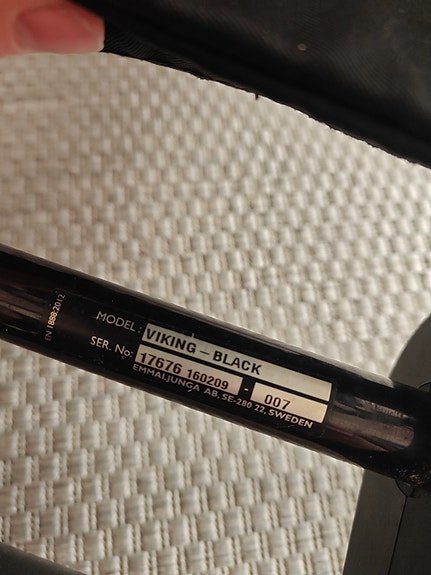 EN 1888:2012
MODEL: VIKING - BLACK
SER. No: 17676 160209 - 007
EMMALJUNGA AB, SE-280 22, SWEDEN